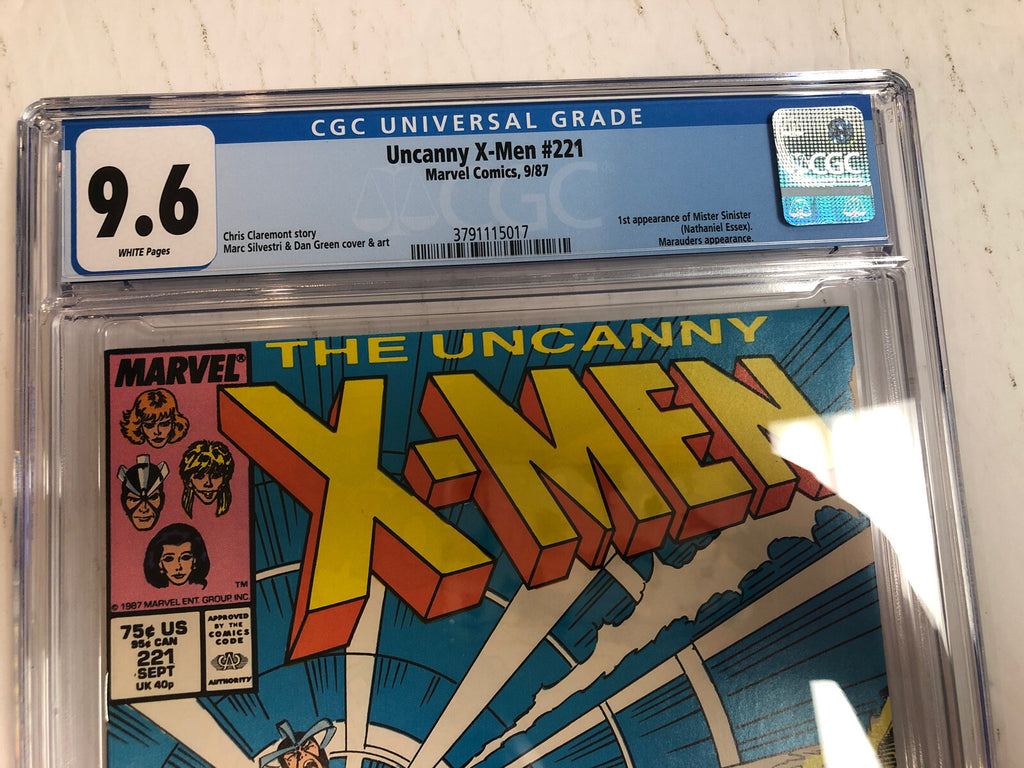 CGC UNIVERSAL GRADE
9.6
WHITE Pages
Uncanny X-Men #221
Marvel Comics, 9/87
CGC
CGC
Chris Claremont story
Marc Silvestri & Dan Green cover & art
3791115017
1st appearance of Mister Sinister
(Nathaniel Essex).
Marauders appearance.
MARVEL®
THE UNCANNY
X-MEN
TM
© 1987 MARVEL ENT. GROUP, INC.
75¢ US
95¢ CAN
221
SEPT
UK 40p
APPROVED
BY THE
COMICS
CODE
CA
AUTHORITY